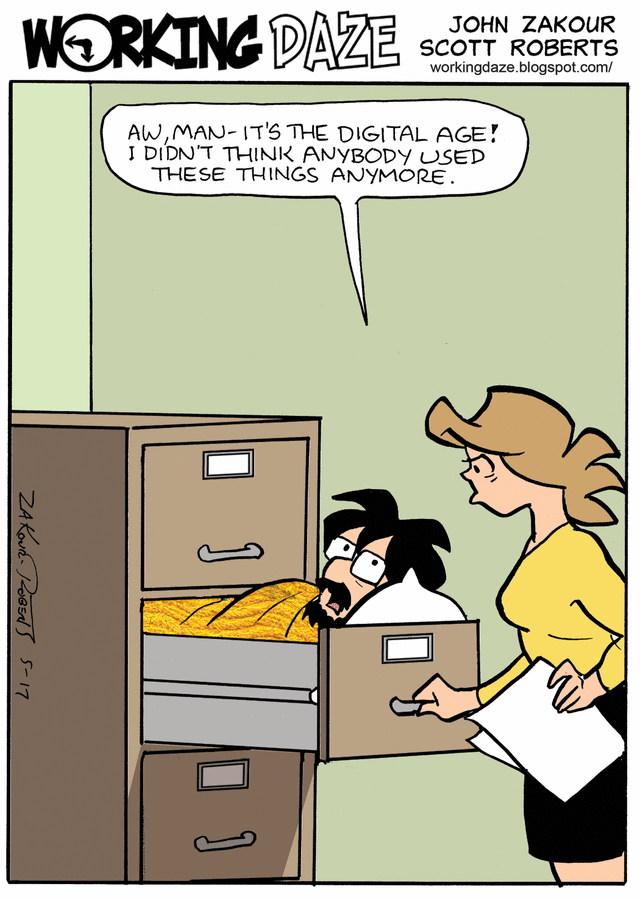 WORKING DAZE
JOHN ZAKOUR
SCOTT ROBERTS
workingdaze.blogspot.com/
AW, MAN- IT'S THE DIGITAL AGE!
I DIDN'T THINK ANYBODY USED
THESE THINGS ANYMORE.
ZAKOUR- ROBERTS 5-17